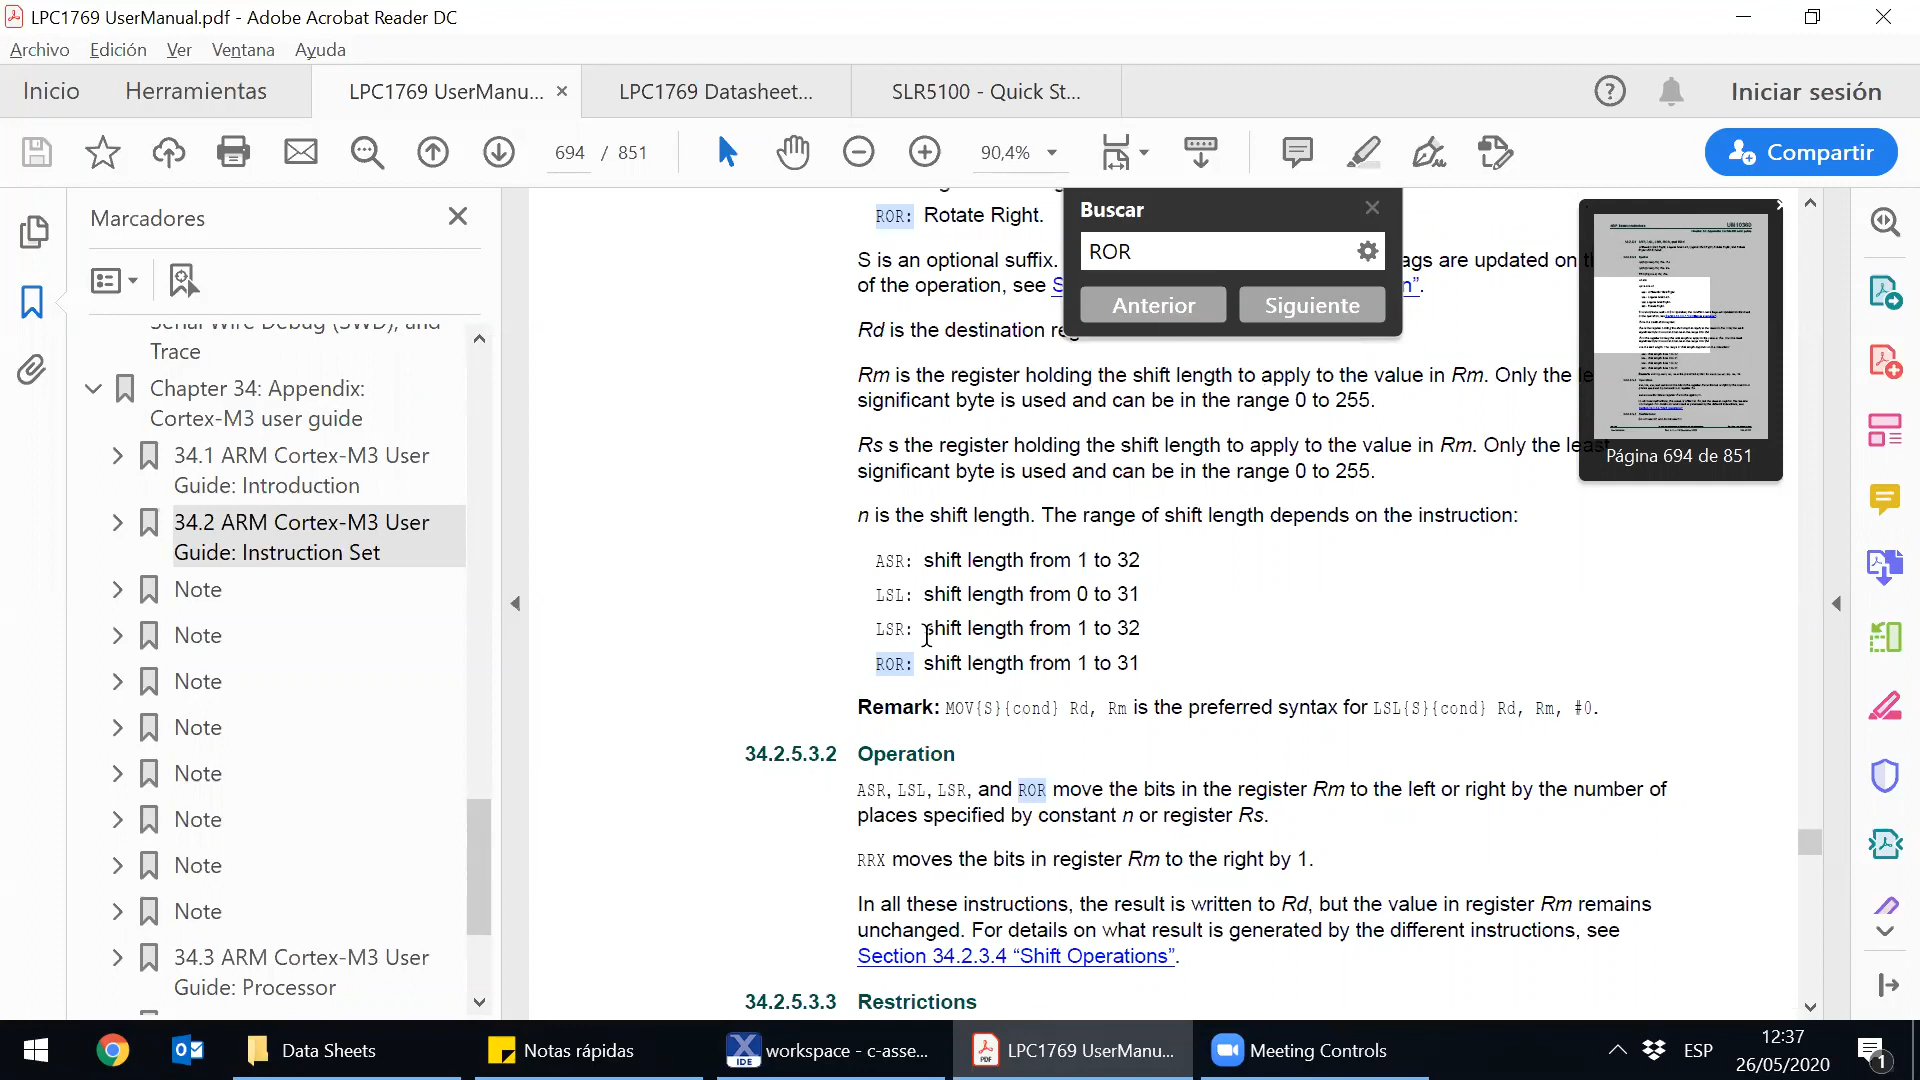 LPC1769 UserManual.pdf - Adobe Acrobat Reader DC
Archivo Edición Ver Ventana Ayuda
Inicio Herramientas LPC1769 UserManu... LPC1769 Datasheet... SLR5100 - Quick St... Iniciar sesión
694 / 851 90,4% Compartir
Marcadores
Serial Wire Debug (SWD), and
Trace
Chapter 34: Appendix:
Cortex-M3 user guide
34.1 ARM Cortex-M3 User
Guide: Introduction
34.2 ARM Cortex-M3 User
Guide: Instruction Set
Note
Note
Note
Note
Note
Note
Note
Note
34.3 ARM Cortex-M3 User
Guide: Processor
ROR: Rotate Right.
S is an optional suffix. ags are updated on
of the operation, see
Rd is the destination
Rm is the register holding the shift length to apply to the value in Rm. Only the
significant byte is used and can be in the range 0 to 255.
Rs s the register holding the shift length to apply to the value in Rm. Only the least
significant byte is used and can be in the range 0 to 255.
n is the shift length. The range of shift length depends on the instruction:
ASR: shift length from 1 to 32
LSL: shift length from 0 to 31
LSR: shift length from 1 to 32
ROR: shift length from 1 to 31
Remark: MOV{S}{cond} Rd, Rm is the preferred syntax for LSL{S}{cond} Rd, Rm, #0.
34.2.5.3.2 Operation
ASR, LSL, LSR, and ROR move the bits in the register Rm to the left or right by the number of
places specified by constant n or register Rs.
RRX moves the bits in register Rm to the right by 1.
In all these instructions, the result is written to Rd, but the value in register Rm remains
unchanged. For details on what result is generated by the different instructions, see
Section 34.2.3.4 “Shift Operations”.
34.2.5.3.3 Restrictions
Buscar
ROR
Anterior Siguiente
Página 694 de 851
Data Sheets Notas rápidas workspace - c-asse... LPC1769 UserManu... Meeting Controls ESP 12:37
26/05/2020
1